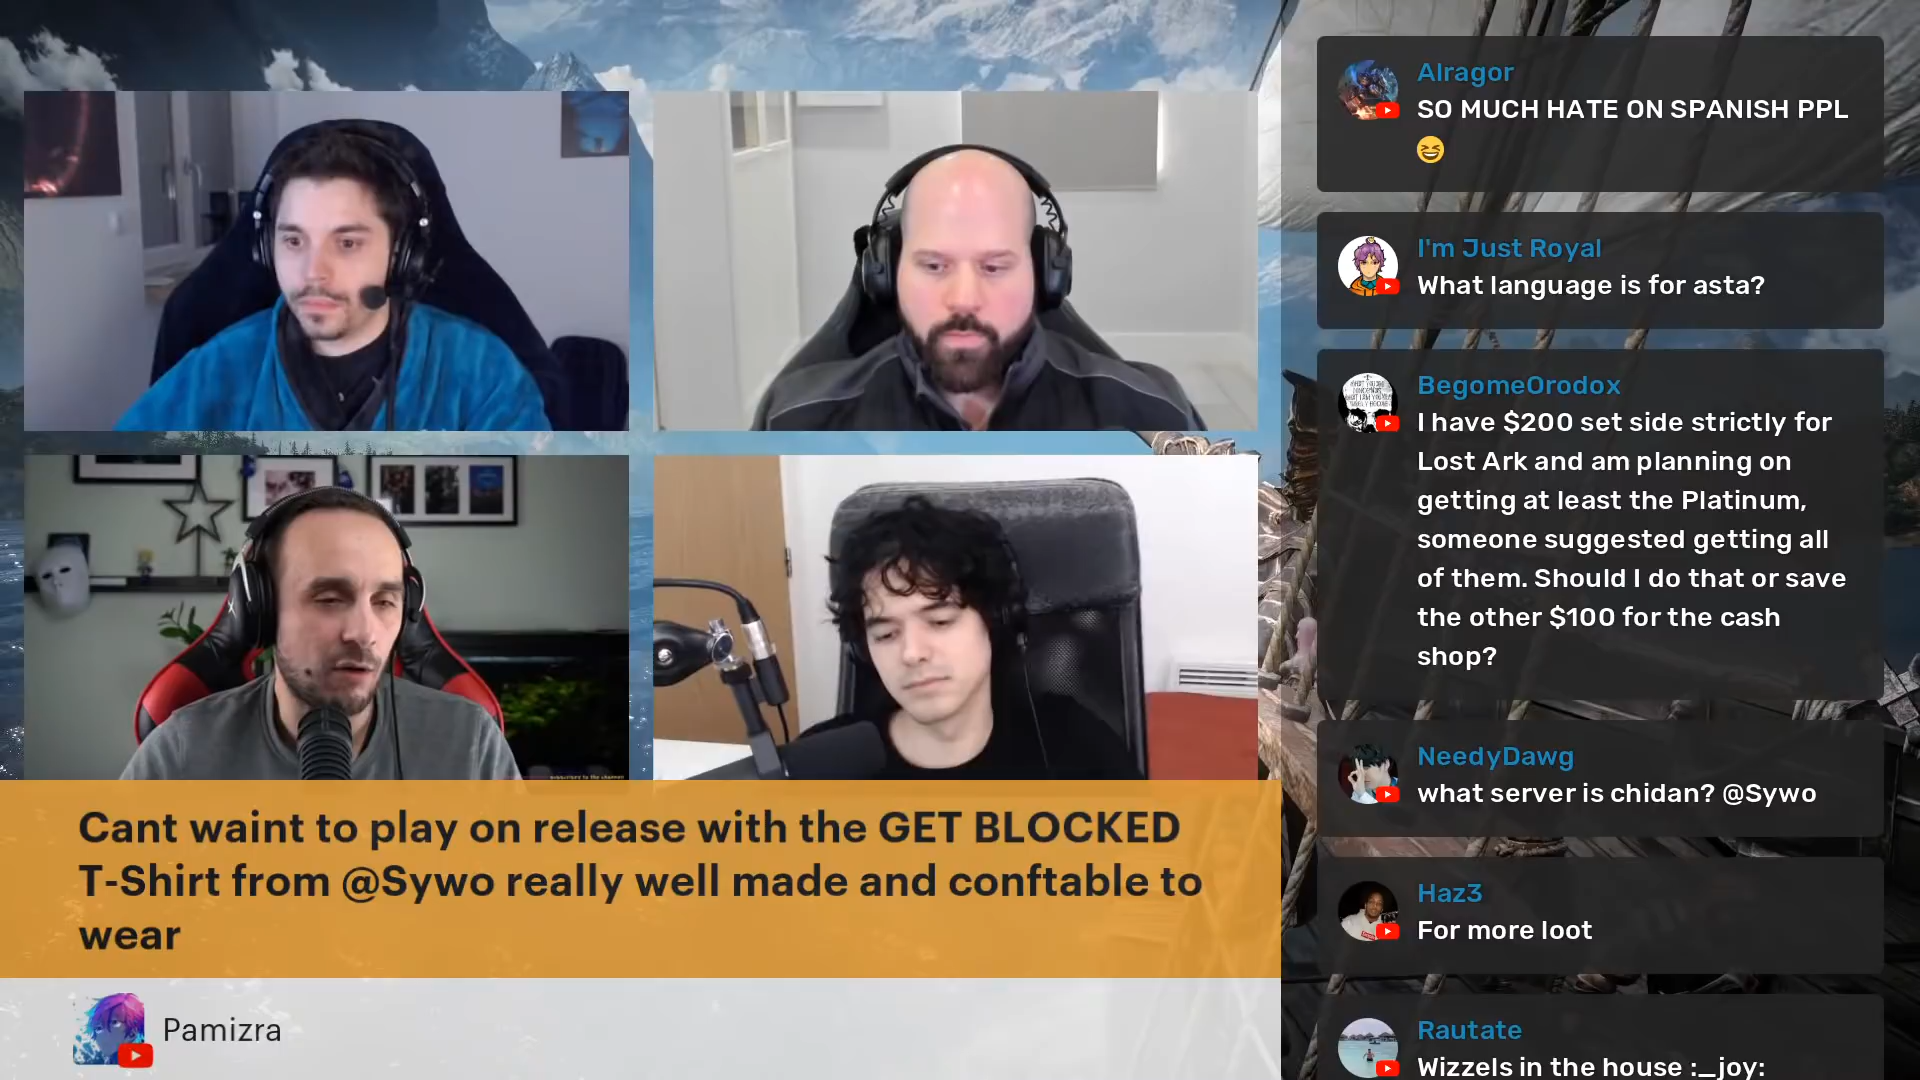 Alragor
SO MUCH HATE ON SPANISH PPL
I'm Just Royal
What language is for asta?
BegomeOrodox
I have $200 set side strictly for
Lost Ark and am planning on
getting at least the Platinum,
someone suggested getting all
of them. Should I do that or save
the other $100 for the cash
shop?
NeedyDawg
what server is chidan? @Sywo
Haz3
For more loot
Rautate
Wizzels in the house :_joy:
Cant waint to play on release with the GET BLOCKED
T-Shirt from @Sywo really well made and conftable to
wear
Pamizra